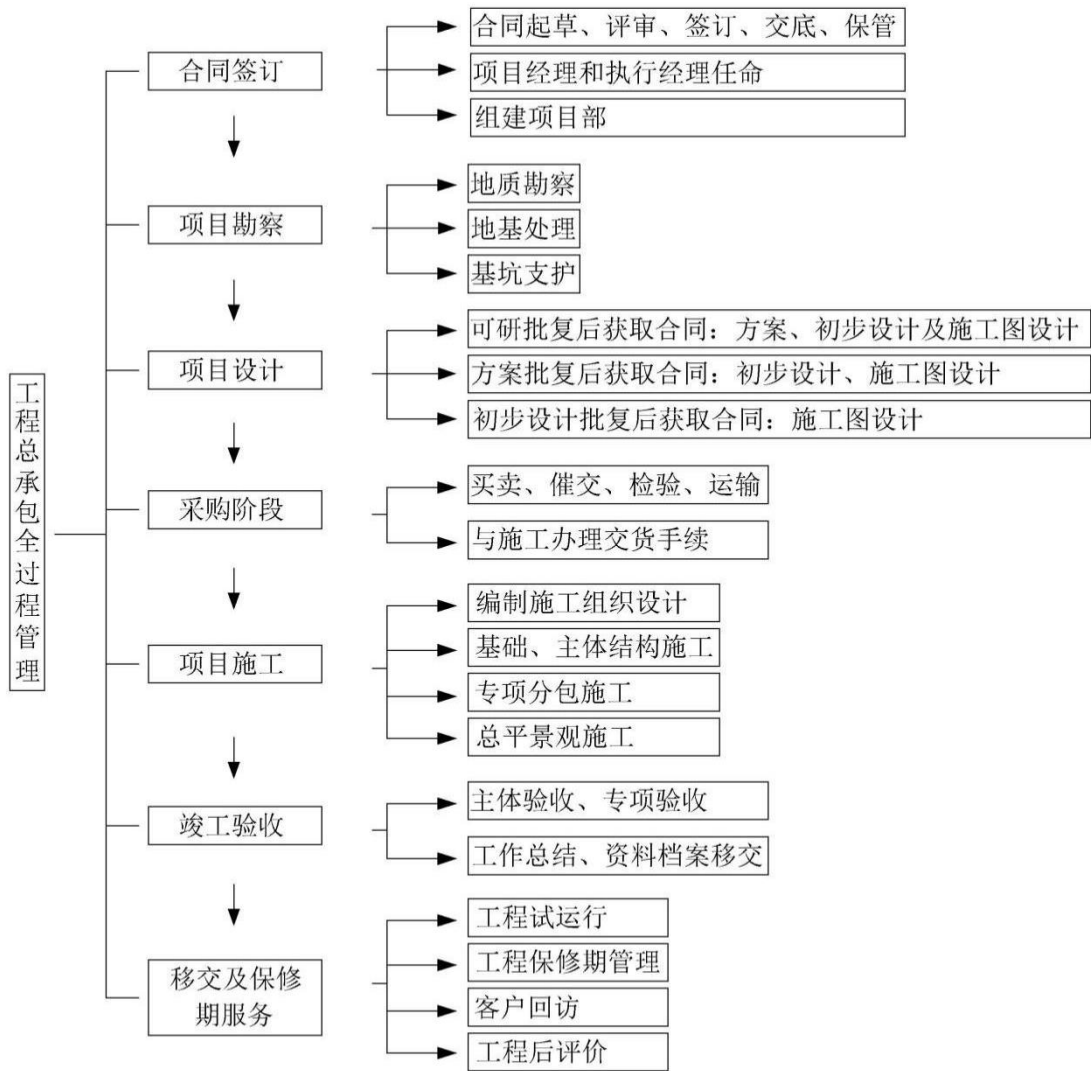 工程总承包全过程管理
合同签订
合同起草、评审、签订、交底、保管
项目经理和执行经理任命
组建项目部
项目勘察
地质勘察
地基处理
基坑支护
项目设计
可研批复后获取合同：方案、初步设计及施工图设计
方案批复后获取合同：初步设计、施工图设计
初步设计批复后获取合同：施工图设计
采购阶段
买卖、催交、检验、运输
与施工办理交货手续
项目施工
编制施工组织设计
基础、主体结构施工
专项分包施工
总平景观施工
竣工验收
主体验收、专项验收
工作总结、资料档案移交
移交及保修
期服务
工程试运行
工程保修期管理
客户回访
工程后评价